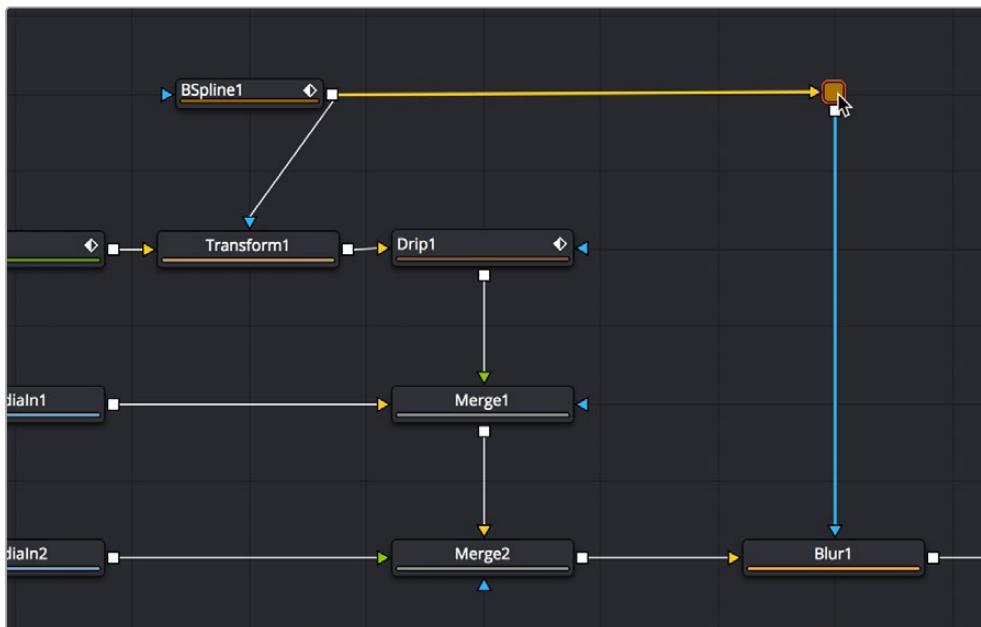 BSpline1
Transform1
Drip1
diaIn1
Merge1
diaIn2
Merge2
Blur1